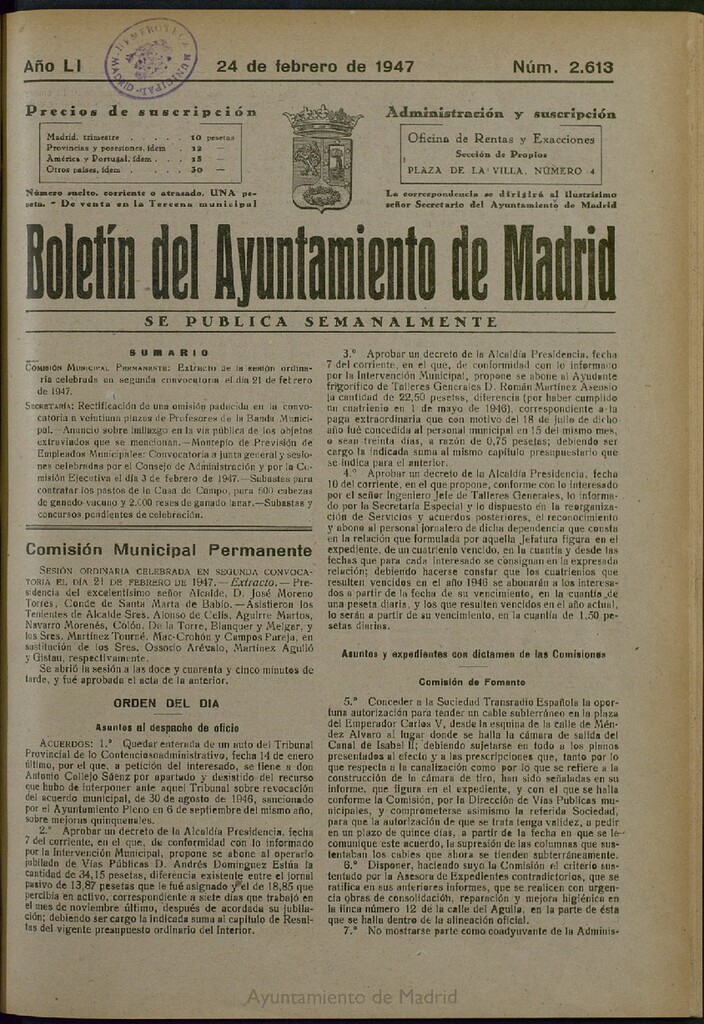 Año LI
24 de febrero de 1947
Núm. 2.613
HEMEROTECA MUNICIPAL
MADRID
Precios de suscripción
Madrid, trimestre . . . . . 10 pesetas
Provincias y posesiones, ídem . 12 —
América y Portugal, ídem . . . 15 —
Otros países, ídem . . . . . 30 —
Número suelto, corriente o atrasado, UNA pe-
seta. - De venta en la Tercena municipal
Administración y suscripción
Oficina de Rentas y Exacciones
Sección de Propios
PLAZA DE LA VILLA, NÚMERO 4
La correspondencia se dirigirá al Ilustrísimo
señor Secretario del Ayuntamiento de Madrid
Boletín del Ayuntamiento de Madrid
SE PUBLICA SEMANALMENTE
SUMARIO
COMISIÓN MUNICIPAL PERMANENTE: Extracto de la sesión ordina-
ria celebrada en segunda convocatoria el día 21 de febrero
de 1947.
SECRETARÍA: Rectificación de una omisión padecida en la convo-
catoria a veintiuna plazas de Profesores de la Banda Munici-
pal.—Anuncio sobre hallazgo en la vía pública de los objetos
extraviados que se mencionan.—Montepío de Previsión de
Empleados Municipales: Convocatoria a junta general y sesio-
nes celebradas por el Consejo de Administración y por la Co-
misión Ejecutiva el día 3 de febrero de 1947.—Subastas para
contratar los pastos de la Casa de Campo, para 600 cabezas
de ganado vacuno y 2.000 reses de ganado lanar.—Subastas y
concursos pendientes de celebración.
Comisión Municipal Permanente
SESIÓN ORDINARIA CELEBRADA EN SEGUNDA CONVOCA-
TORIA EL DÍA 21 DE FEBRERO DE 1947.—Extracto.—Pre-
sidencia del excelentísimo señor Alcalde, D. José Moreno
Torres, Conde de Santa Marta de Babío.—Asistieron los
Tenientes de Alcalde Sres. Alonso de Celis, Aguirre Martos,
Navarro Morenés, Colón, De la Torre, Blanquer y Melgar, y
los Sres. Martínez Tourné, Mac-Crohón y Campos Pareja, en
sustitución de los Sres. Ossorio Arévalo, Martínez Agulló
y Gistau, respectivamente.
Se abrió la sesión a las doce y cuarenta y cinco minutos de
tarde, y fué aprobada el acta de la anterior.
ORDEN DEL DIA
Asuntos al despacho de oficio
ACUERDOS: 1.º Quedar enterada de un auto del Tribunal
Provincial de lo Contenciosoadministrativo, fecha 14 de enero
último, por el que, a petición del interesado, se tiene a don
Antonio Callejo Sáenz por apartado y desistido del recurso
que hubo de interponer ante aquel Tribunal sobre revocación
del acuerdo municipal, de 30 de agosto de 1946, sancionado
por el Ayuntamiento Pleno en 6 de septiembre del mismo año,
sobre mejoras quinquenales.
2.º Aprobar un decreto de la Alcaldía Presidencia, fecha
7 del corriente, en el que, de conformidad con lo informado
por la Intervención Municipal, propone se abone al operario
jubilado de Vías Públicas D. Andrés Domínguez Estúa la
cantidad de 34,15 pesetas, diferencia existente entre el jornal
pasivo de 13,87 pesetas que le fué asignado y el de 18,85 que
percibía en activo, correspondiente a siete días que trabajó en
el mes de noviembre último, después de acordada su jubila-
ción; debiendo ser cargo la indicada suma al capítulo de Resul-
tas del vigente presupuesto ordinario del Interior.
3.º Aprobar un decreto de la Alcaldía Presidencia, fecha
7 del corriente, en el que, de conformidad con lo informado
por la Intervención Municipal, propone se abone al Ayudante
frigorífico de Talleres Generales D. Román Martínez Asensio
la cantidad de 22,50 pesetas, diferencia (por haber cumplido
un cuatrienio en 1 de mayo de 1946), correspondiente a la
paga extraordinaria que con motivo del 18 de julio de dicho
año fué concedida al personal municipal en 15 del mismo mes,
o sean treinta días, a razón de 0,75 pesetas; debiendo ser
cargo la indicada suma al mismo capítulo presupuestario que
se indica para el anterior.
4.º Aprobar un decreto de la Alcaldía Presidencia, fecha
10 del corriente, en el que propone, conforme con lo interesado
por el señor Ingeniero Jefe de Talleres Generales, lo informa-
do por la Secretaría Especial y lo dispuesto en la reorganiza-
ción de Servicios y acuerdos posteriores, el reconocimiento
y abono al personal jornalero de dicha dependencia que consta
en la relación que formulada por aquella Jefatura figura en el
expediente, de un cuatrienio vencido, en la cuantía y desde las
fechas que para cada interesado se consignan en la expresada
relación; debiendo hacerse constar que los cuatrienios que
resulten vencidos en el año 1946 se abonarán a los interesa-
dos a partir de la fecha de su vencimiento, en la cuantía de
una peseta diaria, y los que resulten vencidos en el año actual,
lo serán a partir de su vencimiento, en la cuantía de 1,50 pe-
setas diarias.
Asuntos y expedientes con dictamen de las Comisiones
Comisión de Fomento
5.º Conceder a la Sociedad Transradio Española la opor-
tuna autorización para tender un cable subterráneo en la plaza
del Emperador Carlos V, desde la esquina de la calle de Mén-
dez Alvaro al lugar donde se halla la cámara de salida del
Canal de Isabel II; debiendo sujetarse en todo a los planos
presentados al efecto y a las prescripciones que, tanto por lo
que respecta a la canalización como por lo que se refiere a la
construcción de la cámara de tiro, han sido señaladas en su
informe, que figura en el expediente, y con el que se halla
conforme la Comisión, por la Dirección de Vías Publicas mu-
nicipales, y comprometerse asimismo la referida Sociedad,
para que la autorización de que se trata tenga validez, a pedir
en un plazo de quince días, a partir de la fecha en que se le
comunique este acuerdo, la supresión de las columnas que sus-
tentaban los cables que ahora se tienden subterráneamente.
6.º Disponer, haciendo suyo la Comisión el criterio sus-
tentado por la Asesora de Expedientes contradictorios, que se
ratifica en sus anteriores informes, que se realicen con urgen-
cia obras de consolidación, reparación y mejora higiénica en
la finca número 12 de la calle del Aguila, en la parte de ésta
que se halla dentro de la alineación oficial.
7.º No mostrarse parte como coadyuvante de la Adminis-
Ayuntamiento de Madrid